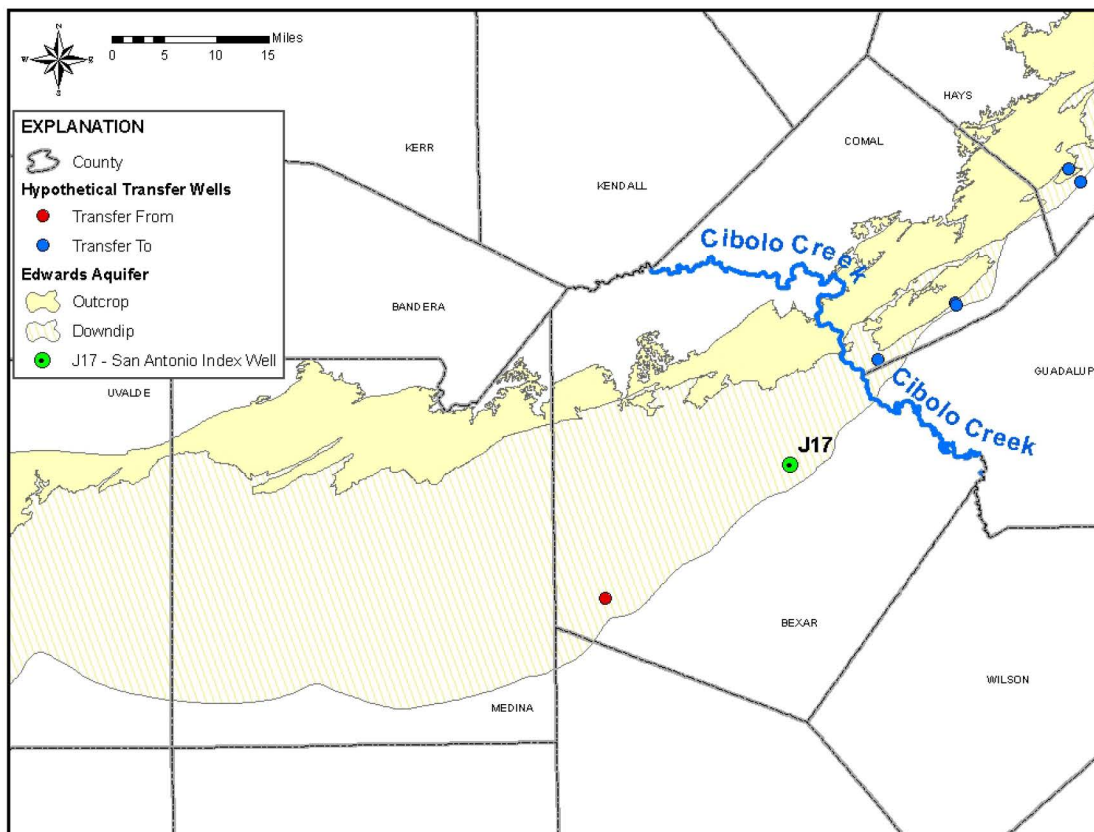 N
W
E
S
Miles
0 5 10 15
EXPLANATION
County
Hypothetical Transfer Wells
Transfer From
Transfer To
Edwards Aquifer
Outcrop
Downdip
J17 - San Antonio Index Well
HAYS
COMAL
KERR
KENDALL
Cibolo Creek
BANDERA
GUADALUP
UVALDE
Cibolo Creek
J17
BEXAR
WILSON
MEDINA